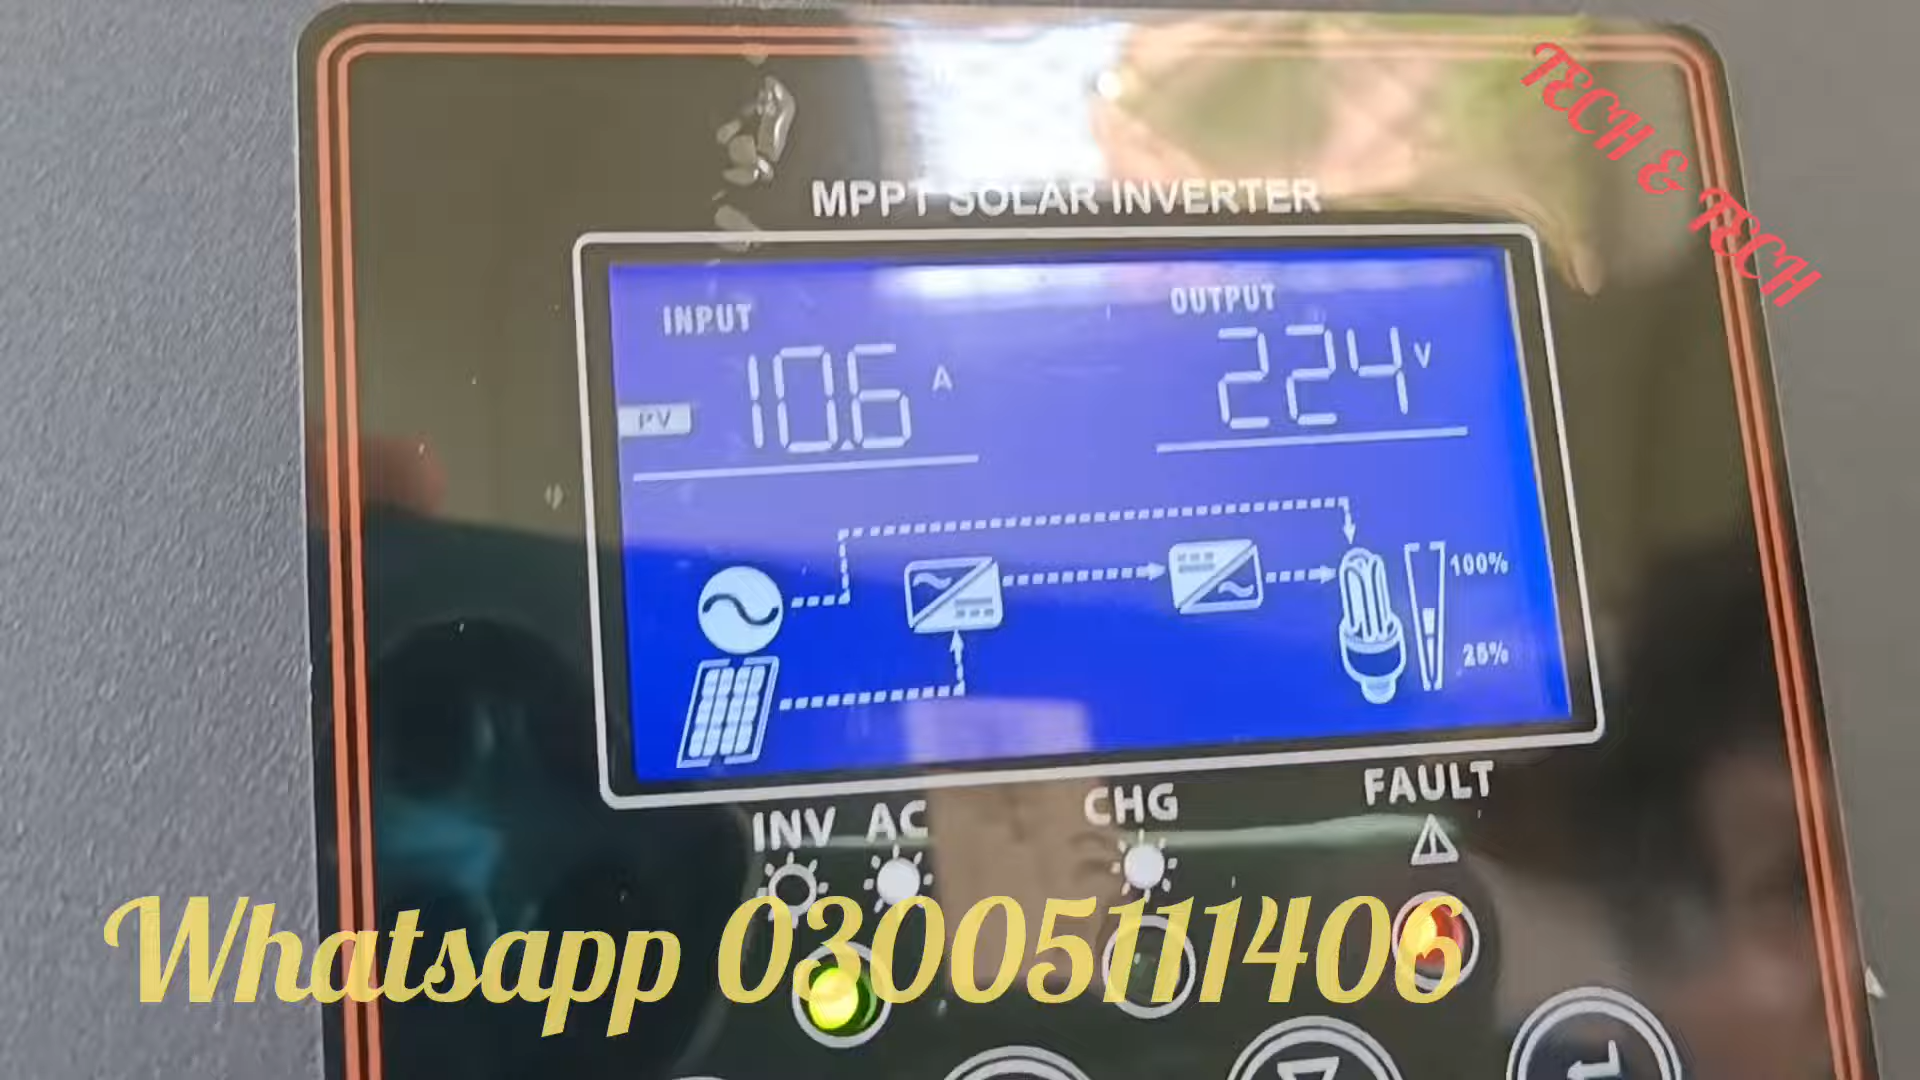 TECH & TECH
MPPT SOLAR INVERTER
INPUT
OUTPUT
PV 10.6 A
224 V
100%
25%
INV AC
CHG
FAULT
Whatsapp 03005111406